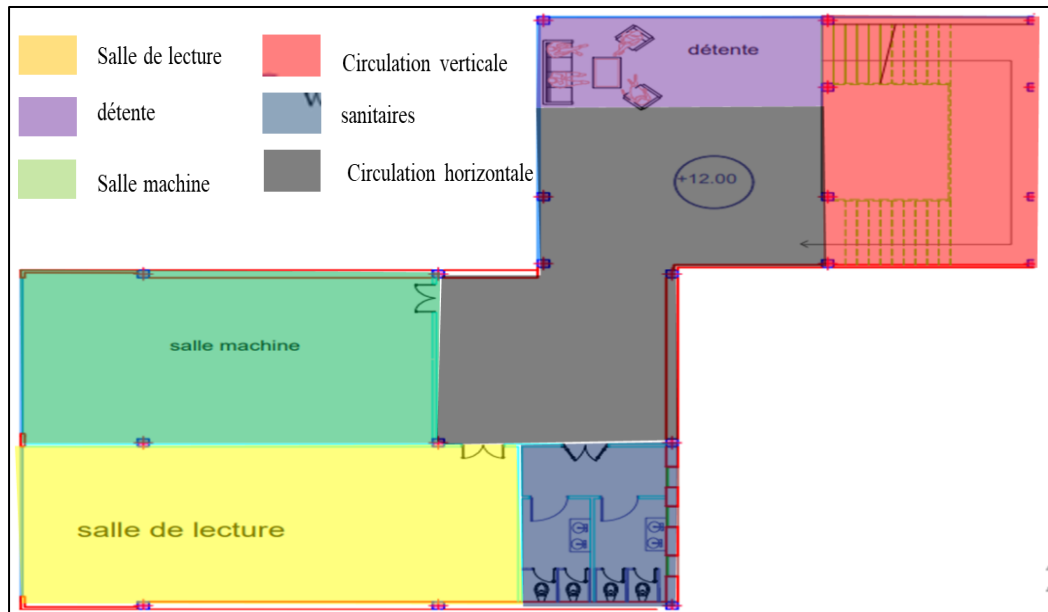 Salle de lecture
Circulation verticale
détente
W
sanitaires
Salle machine
Circulation horizontale
détente
+12.00
salle machine
salle de lecture